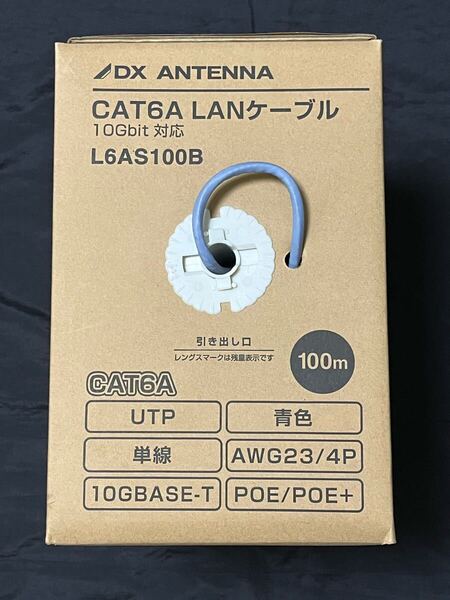 DX ANTENNA
CAT6A LANケーブル
10Gbit 対応
L6AS100B
引き出し口
レングスマークは残量表示です
100m
CAT6A
UTP
青色
単線
AWG23/4P
10GBASE-T
POE/POE+